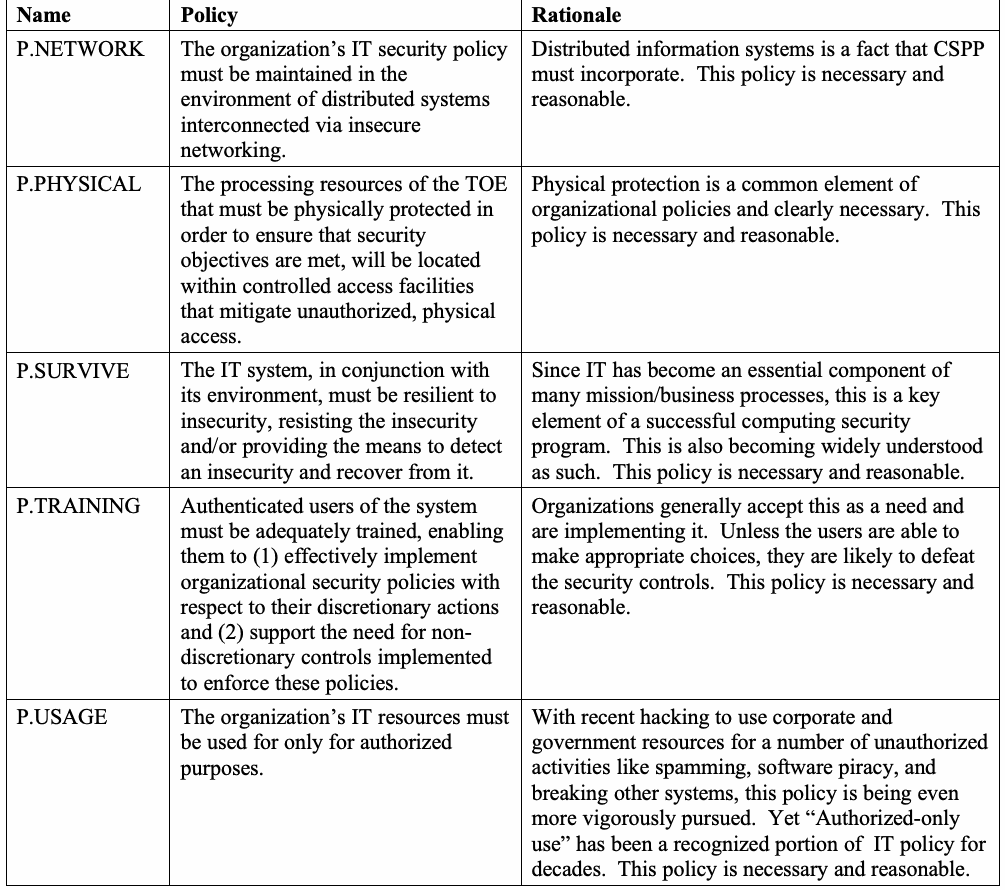 Name Policy Rationale
P.NETWORK
The organization's IT security policy
must be maintained in the
environment of distributed systems
interconnected via insecure
networking.
Distributed information systems is a fact that CSPP
must incorporate.  This policy is necessary and
reasonable.
P.PHYSICAL
The processing resources of the TOE
that must be physically protected in
order to ensure that security
objectives are met, will be located
within controlled access facilities
that mitigate unauthorized, physical
access.
Physical protection is a common element of
organizational policies and clearly necessary.  This
policy is necessary and reasonable.
P.SURVIVE
The IT system, in conjunction with
its environment, must be resilient to
insecurity, resisting the insecurity
and/or providing the means to detect
an insecurity and recover from it.
Since IT has become an essential component of
many mission/business processes, this is a key
element of a successful computing security
program.  This is also becoming widely understood
as such.  This policy is necessary and reasonable.
P.TRAINING
Authenticated users of the system
must be adequately trained, enabling
them to (1) effectively implement
organizational security policies with
respect to their discretionary actions
and (2) support the need for non-
discretionary controls implemented
to enforce these policies.
Organizations generally accept this as a need and
are implementing it.  Unless the users are able to
make appropriate choices, they are likely to defeat
the security controls.  This policy is necessary and
reasonable.
P.USAGE
The organization's IT resources must
be used for only for authorized
purposes.
With recent hacking to use corporate and
government resources for a number of unauthorized
activities like spamming, software piracy, and
breaking other systems, this policy is being even
more vigorously pursued.  Yet “Authorized-only
use” has been a recognized portion of  IT policy for
decades.  This policy is necessary and reasonable.